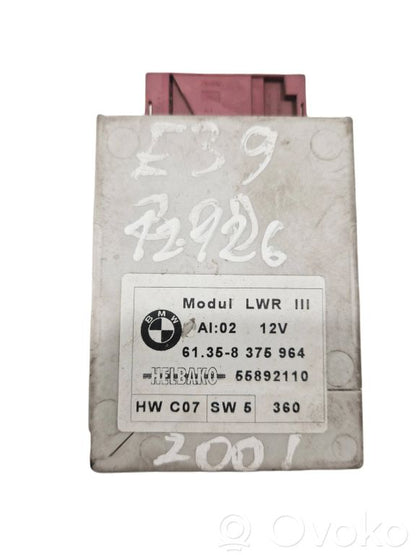 E39
BMW
Modul LWR III
AI:02 12V
61.35-8 375 964
HELBAKO 55892110
HW C07 SW 5 360
2001
Ovoko